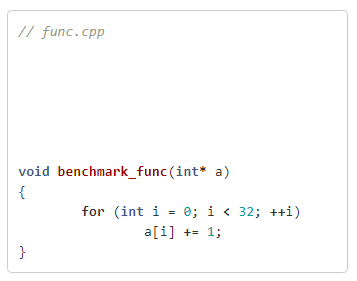 // func.cpp
void benchmark_func(int* a)
{
        for (int i = 0; i < 32; ++i)
                a[i] += 1;
}